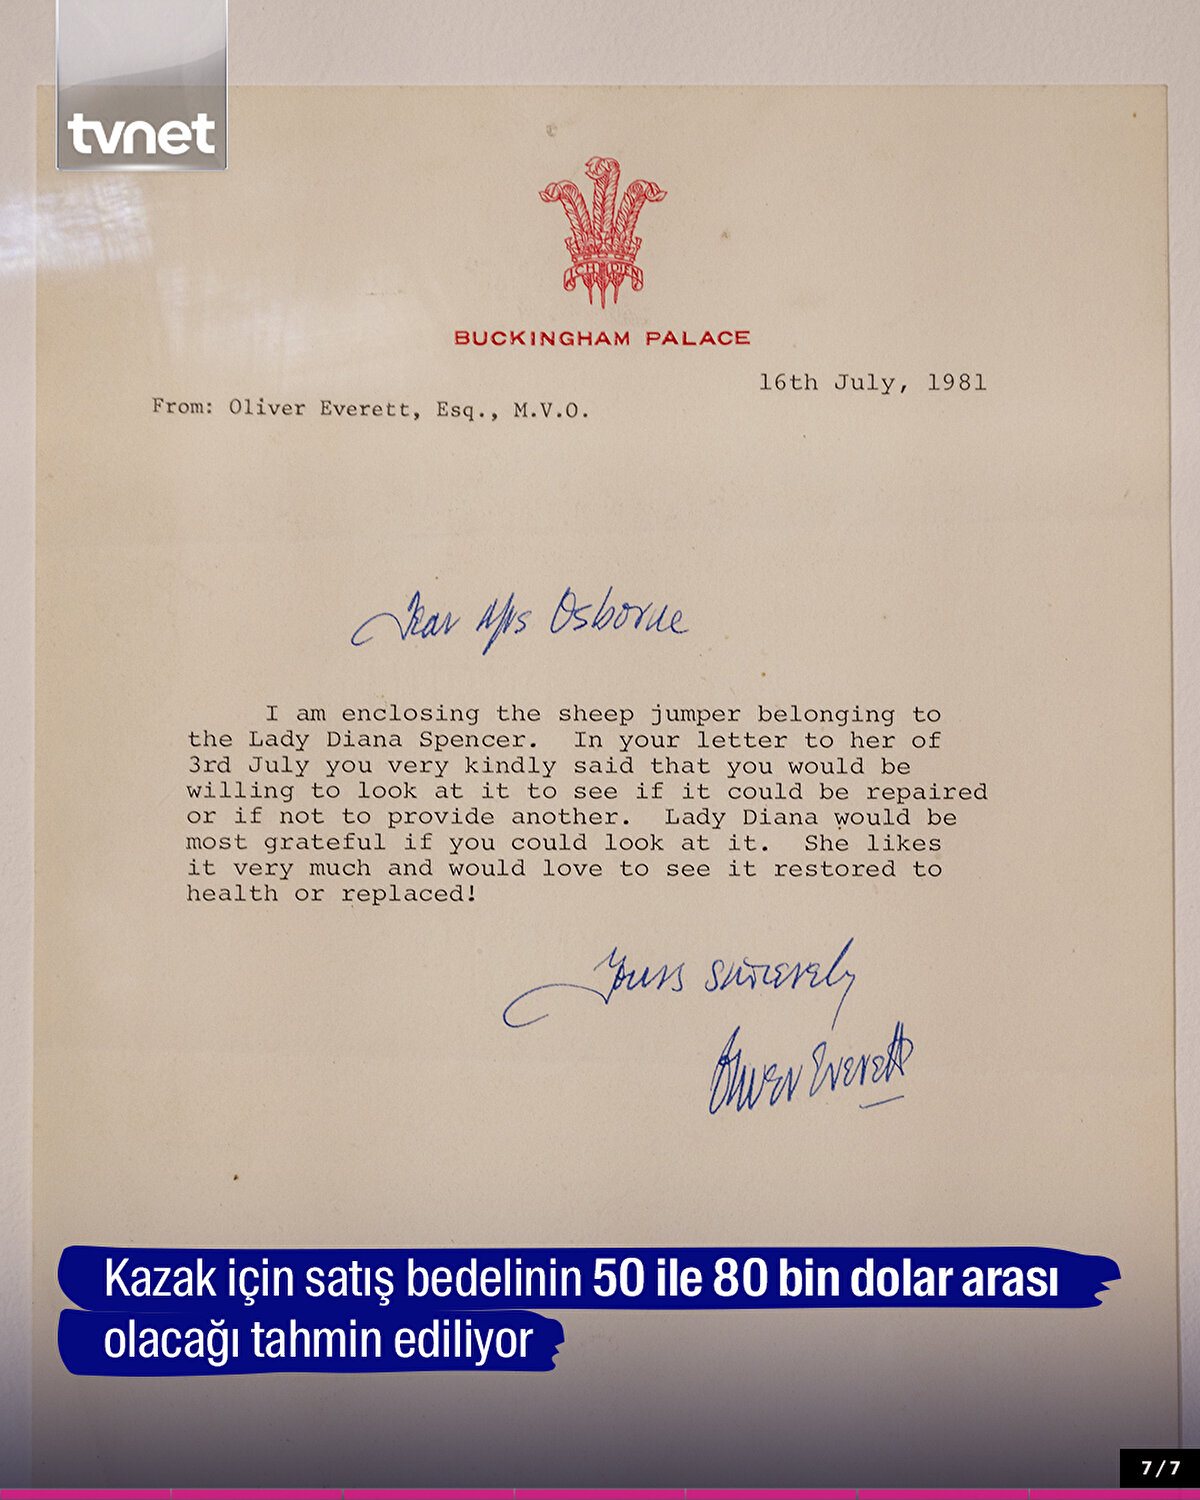 tvnet
ICH DIEN
BUCKINGHAM PALACE
16th July, 1981
From: Oliver Everett, Esq., M.V.O.
Dear Mrs Osborne
I am enclosing the sheep jumper belonging to
the Lady Diana Spencer. In your letter to her of
3rd July you very kindly said that you would be
willing to look at it to see if it could be repaired
or if not to provide another. Lady Diana would be
most grateful if you could look at it. She likes
it very much and would love to see it restored to
health or replaced!
Yours sincerely
Oliver Everett
Kazak için satış bedelinin 50 ile 80 bin dolar arası
olacağı tahmin ediliyor
7/7